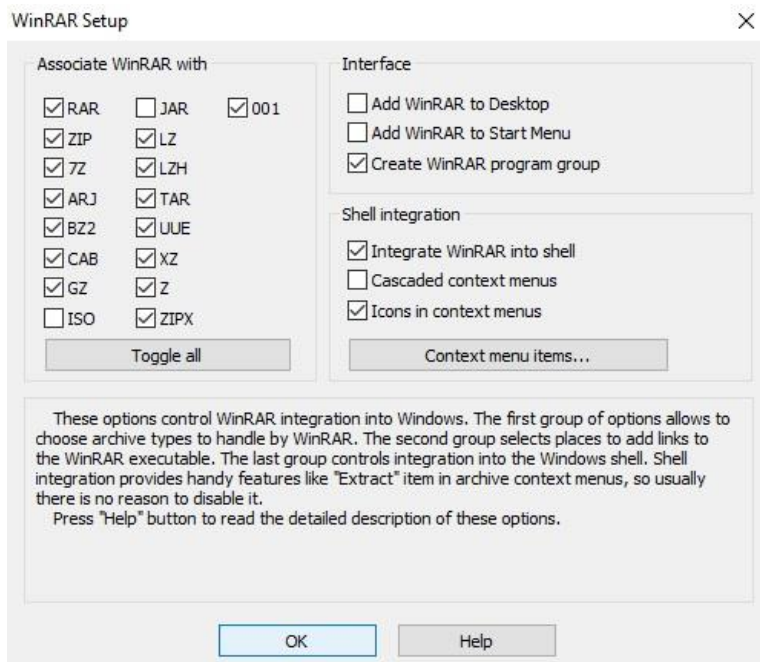 WinRAR Setup
Associate WinRAR with
RAR
ZIP
7Z
ARJ
BZ2
CAB
GZ
ISO
JAR
LZ
LZH
TAR
UUE
XZ
Z
ZIPX
001
Toggle all
Interface
Add WinRAR to Desktop
Add WinRAR to Start Menu
Create WinRAR program group
Shell integration
Integrate WinRAR into shell
Cascaded context menus
Icons in context menus
Context menu items...
These options control WinRAR integration into Windows. The first group of options allows to
choose archive types to handle by WinRAR. The second group selects places to add links to
the WinRAR executable. The last group controls integration into the Windows shell. Shell
integration provides handy features like "Extract" item in archive context menus, so usually
there is no reason to disable it.
Press "Help" button to read the detailed description of these options.
OK
Help